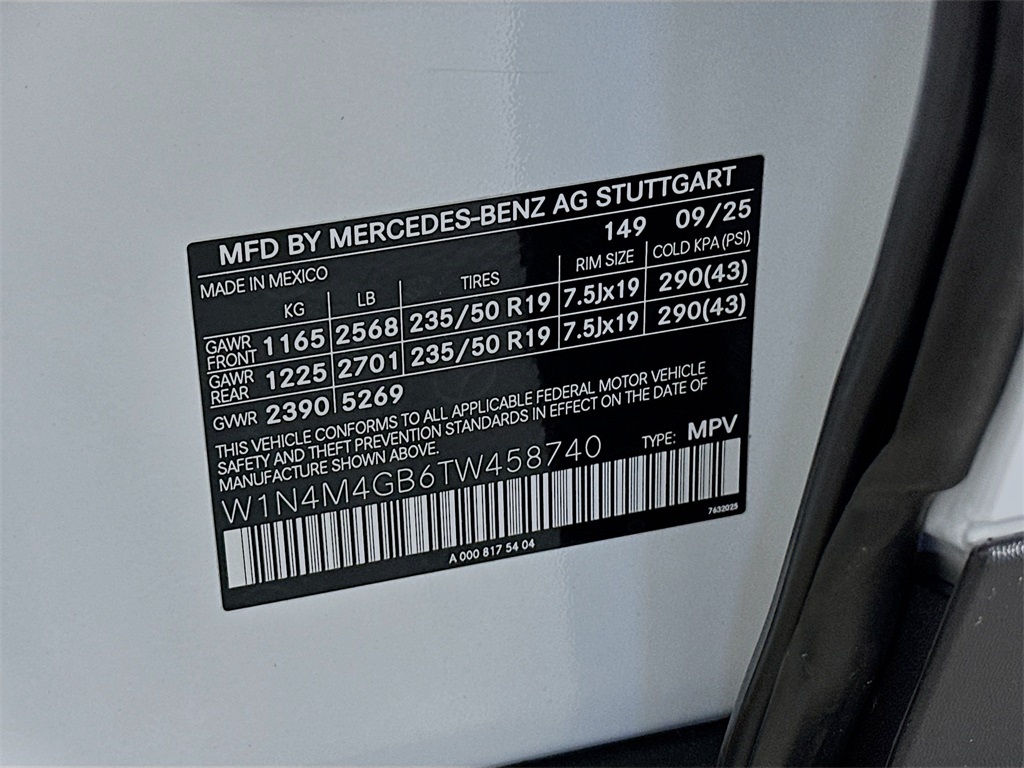 MFD BY MERCEDES-BENZ AG STUTTGART
MADE IN MEXICO 149 09/25
KG LB TIRES RIM SIZE COLD KPA (PSI)
GAWR FRONT 1165 2568 235/50 R19 7.5Jx19 290(43)
GAWR REAR 1225 2701 235/50 R19 7.5Jx19 290(43)
GVWR 2390 5269
THIS VEHICLE CONFORMS TO ALL APPLICABLE FEDERAL MOTOR VEHICLE
SAFETY AND THEFT PREVENTION STANDARDS IN EFFECT ON THE DATE OF
MANUFACTURE SHOWN ABOVE.
W1N4M4GB6TW458740 TYPE: MPV
A 000 817 54 04 7632025